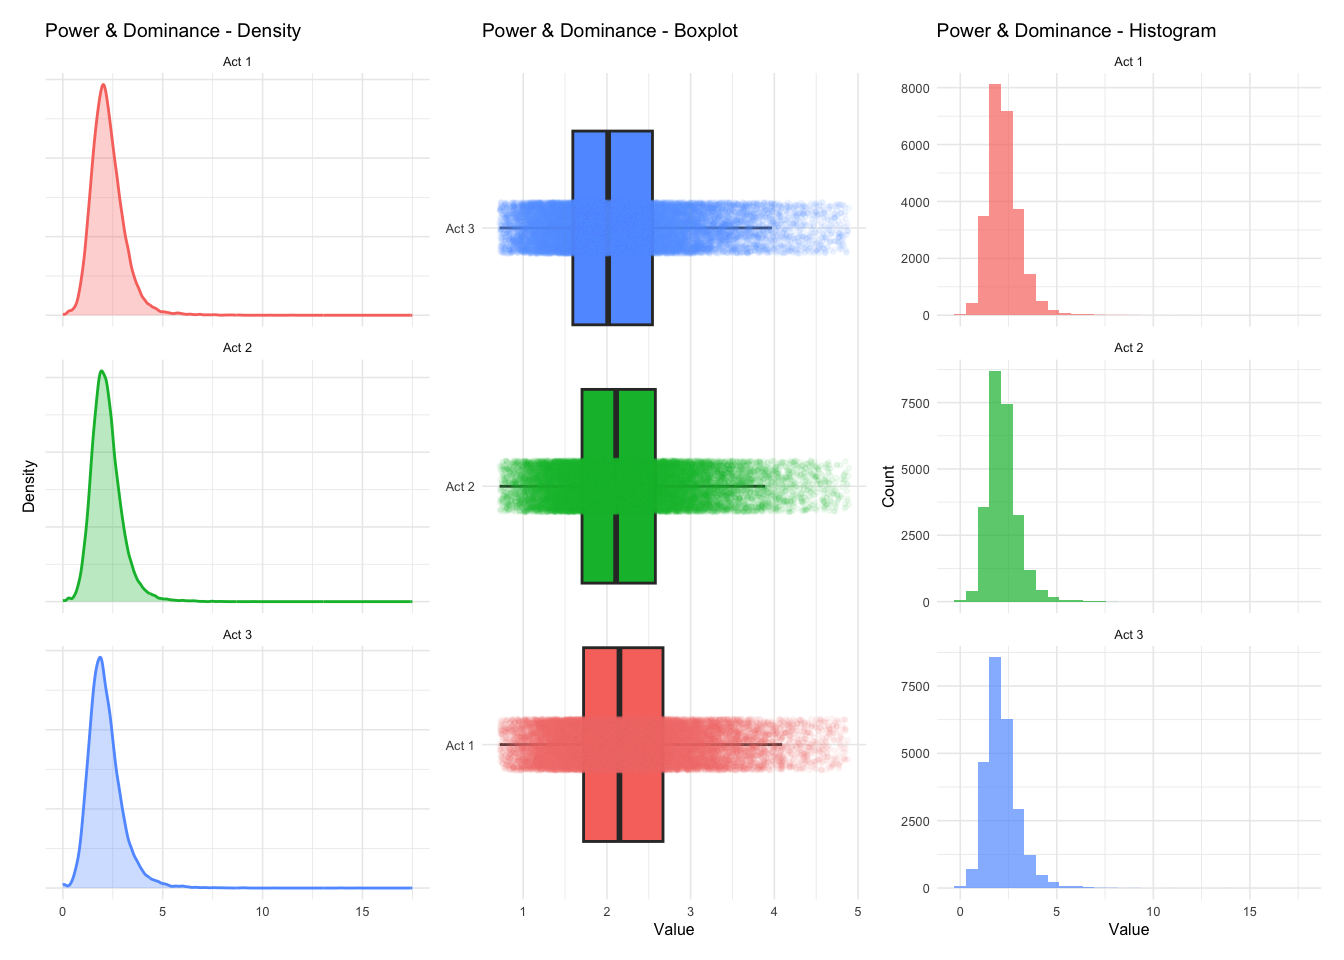 Power & Dominance - Density
Act 1
Act 2
Act 3
Density
0 5 10 15
Power & Dominance - Boxplot
Act 3
Act 2
Act 1
1 2 3 4 5
Value
Power & Dominance - Histogram
Act 1
8000
6000
4000
2000
0
Act 2
7500
5000
2500
0
Act 3
7500
5000
2500
0
Count
0 5 10 15
Value